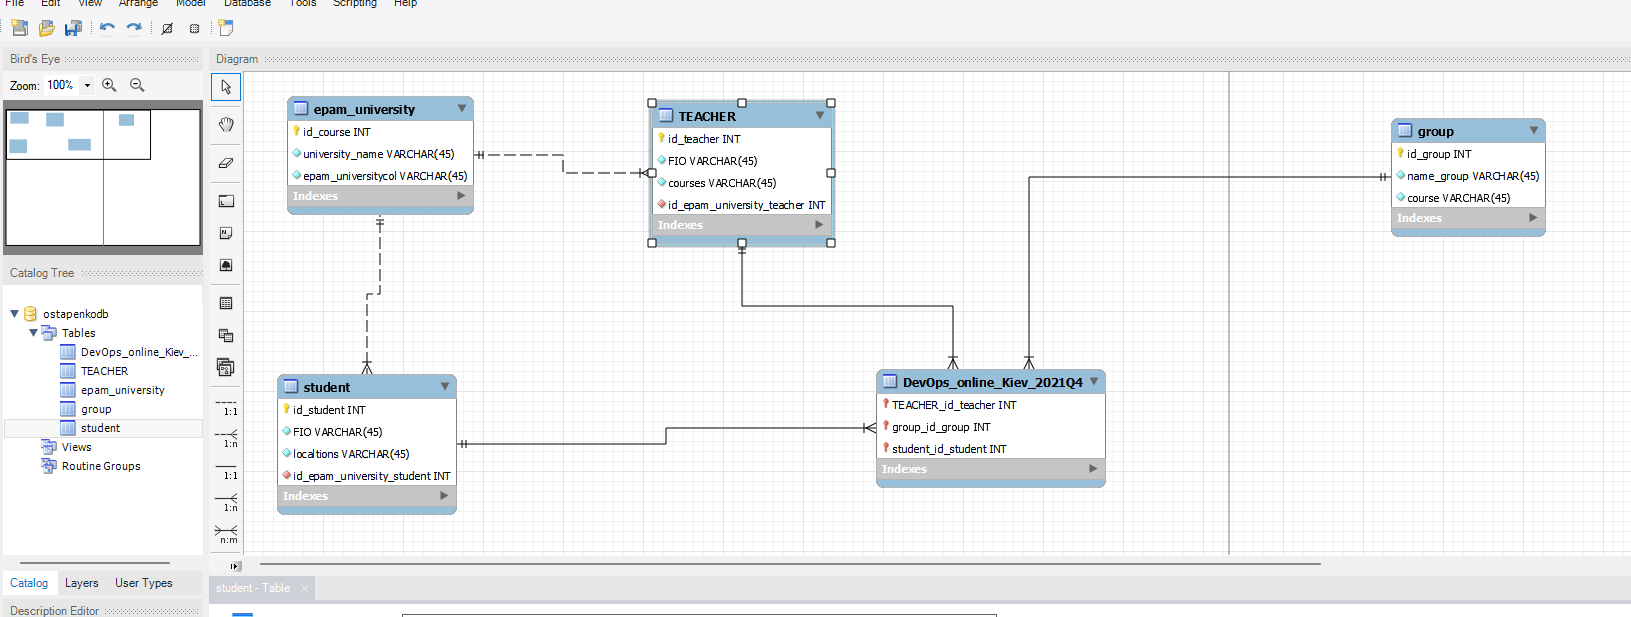 File Edit View Arrange Model Database Tools Scripting Help
Bird's Eye
Zoom: 100%
Catalog Tree
ostapenkodb
Tables
DevOps_online_Kiev_...
TEACHER
epam_university
group
student
Views
Routine Groups
Catalog Layers User Types
Description Editor
1:1
1:n
1:1
1:n
n:m
Diagram
epam_university
id_course INT
university_name VARCHAR(45)
epam_universitycol VARCHAR(45)
Indexes
TEACHER
id_teacher INT
FIO VARCHAR(45)
courses VARCHAR(45)
id_epam_university_teacher INT
Indexes
group
id_group INT
name_group VARCHAR(45)
course VARCHAR(45)
Indexes
student
id_student INT
FIO VARCHAR(45)
localtions VARCHAR(45)
id_epam_university_student INT
Indexes
DevOps_online_Kiev_2021Q4
TEACHER_id_teacher INT
group_id_group INT
student_id_student INT
Indexes
student - Table